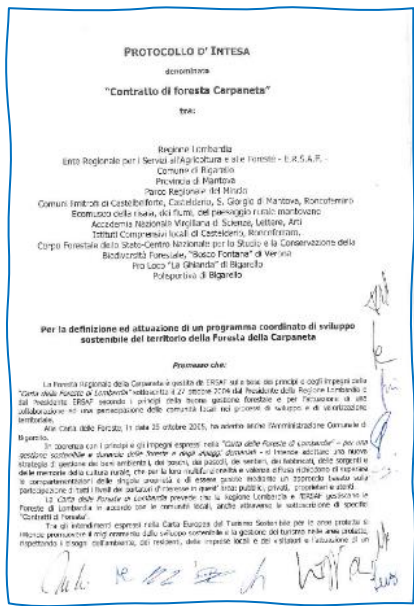 PROTOCOLLO D'INTESA
denominato
"Contratto di foresta Carpaneta"
tra:
Regione Lombardia
Ente Regionale per i Servizi all'Agricoltura e alle Foreste - E.R.S.A.F. -
Comune di Bigarello
Provincia di Mantova
Parco Regionale del Mincio
Comuni limitrofi di Castelbelforte, Casteldario, S. Giorgio di Mantova, Roncoferraro
Ecomuseo della risaia, dei fiumi, del paesaggio rurale mantovano
Accademia Nazionale Virgiliana di Scienze, Lettere, Arti
Istituti Comprensivi locali di Casteldario, Roncoferraro,
Corpo Forestale dello Stato-Centro Nazionale per lo Studio e la Conservazione della
Biodiversità Forestale, "Bosco Fontana" di Verona
Pro Loco "La Ghianda" di Bigarello
Polisportiva di Bigarello
Per la definizione ed attuazione di un programma coordinato di sviluppo
sostenibile del territorio della Foresta della Carpaneta
Premesso che:
La Foresta Regionale della Carpaneta è gestita da ERSAF sulla base dei principi e degli impegni della
"Carta delle Foreste di Lombardia" sottoscritta il 27 ottobre 2004 dal Presidente della Regione Lombardia e
dal Presidente ERSAF secondo i principi della buona gestione forestale e per l'attuazione di una
collaborazione ed una partecipazione delle comunità locali nei processi di sviluppo e di valorizzazione
territoriale.
Alla Carta delle Foreste, in data 25 ottobre 2005, ha aderito anche l'Amministrazione Comunale di
Bigarello.
In coerenza con i principi e gli impegni espressi nella "Carta delle Foreste di Lombardia" - per una
gestione sostenibile e durevole delle foreste e degli alpeggi demaniali - si intende adottare una nuova
strategia di gestione dei beni ambientali, dei boschi, dei pascoli, dei sentieri, dei fabbricati, delle sorgenti e
delle memorie della cultura rurale, che per la loro multifunzionalità e valenza diffusa richiedono di superare
le compartimentazioni delle singole proprietà e di essere gestite mediante un approccio basato sulla
partecipazione di tutti i livelli dei portatori d'interesse in quest'ambiti pubblici, privati, proprietari e utenti.
La Carta delle Foreste di Lombardia prevede che la Regione Lombardia e l'ERSAF gestiscano le
Foreste di Lombardia in accordo con le comunità locali, anche attraverso la sottoscrizione di specifici
"Contratti di Foresta".
Tra gli intendimenti espressi nella Carta Europea del Turismo Sostenibile per le aree protette si
intende promuovere il miglioramento dello sviluppo sostenibile e la gestione del turismo nelle aree protette,
rispettando i bisogni dell'ambiente, dei residenti, delle imprese locali e dei visitatori e l'attuazione di un